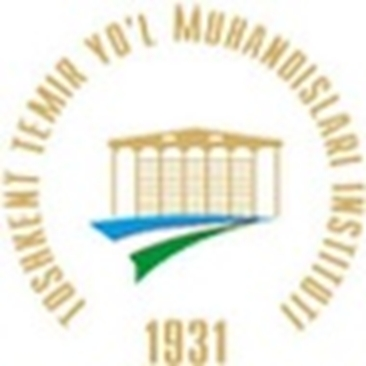 TOSHKENT TEMIR YO'L MUHANDISLARI INSTITUTI
1931